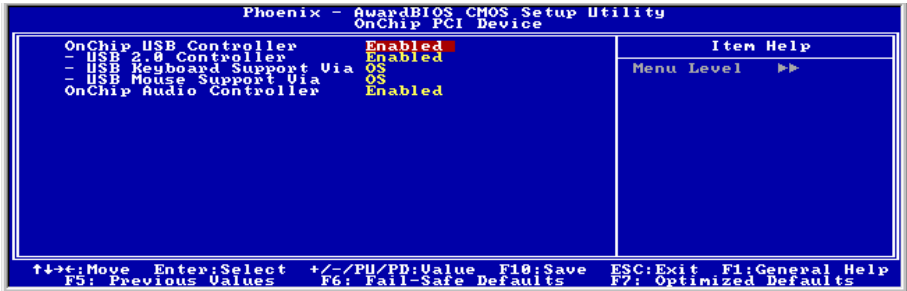 Phoenix - AwardBIOS CMOS Setup Utility
OnChip PCI Device
OnChip USB Controller Enabled
- USB 2.0 Controller Enabled
- USB Keyboard Support Via OS
- USB Mouse Support Via OS
OnChip Audio Controller Enabled
Item Help
Menu Level ▶▶
↑↓→←:Move Enter:Select +/-/PU/PD:Value F10:Save ESC:Exit F1:General Help
F5: Previous Values F6: Fail-Safe Defaults F7: Optimized Defaults